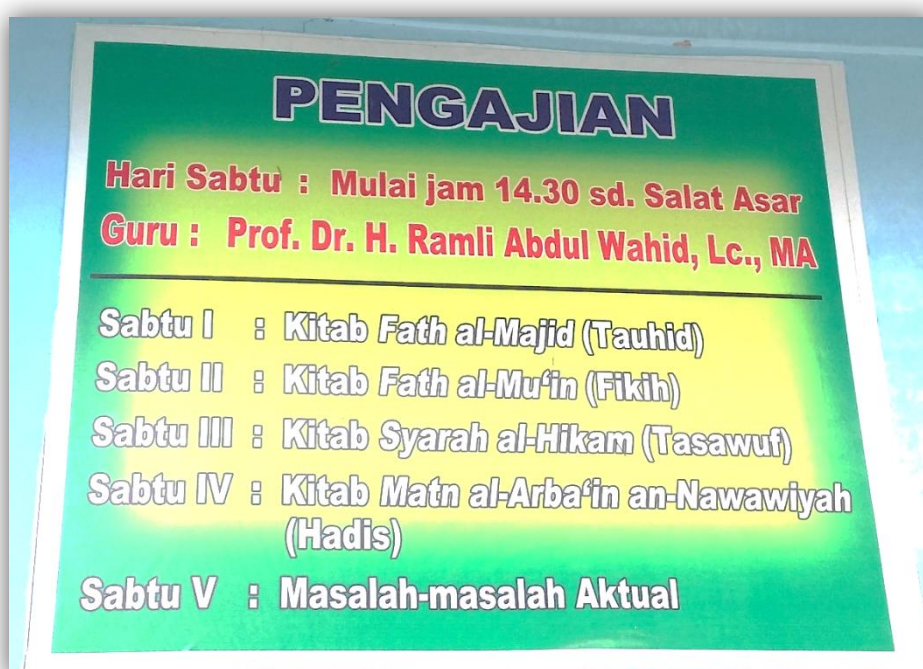 PENGAJIAN
Hari Sabtu : Mulai jam 14.30 sd. Salat Asar
Guru : Prof. Dr. H. Ramli Abdul Wahid, Lc., MA
Sabtu I : Kitab Fath al-Majid (Tauhid)
Sabtu II : Kitab Fath al-Mu‘in (Fikih)
Sabtu III : Kitab Syarah al-Hikam (Tasawuf)
Sabtu IV : Kitab Matn al-Arba‘in an-Nawawiyah
(Hadis)
Sabtu V : Masalah-masalah Aktual